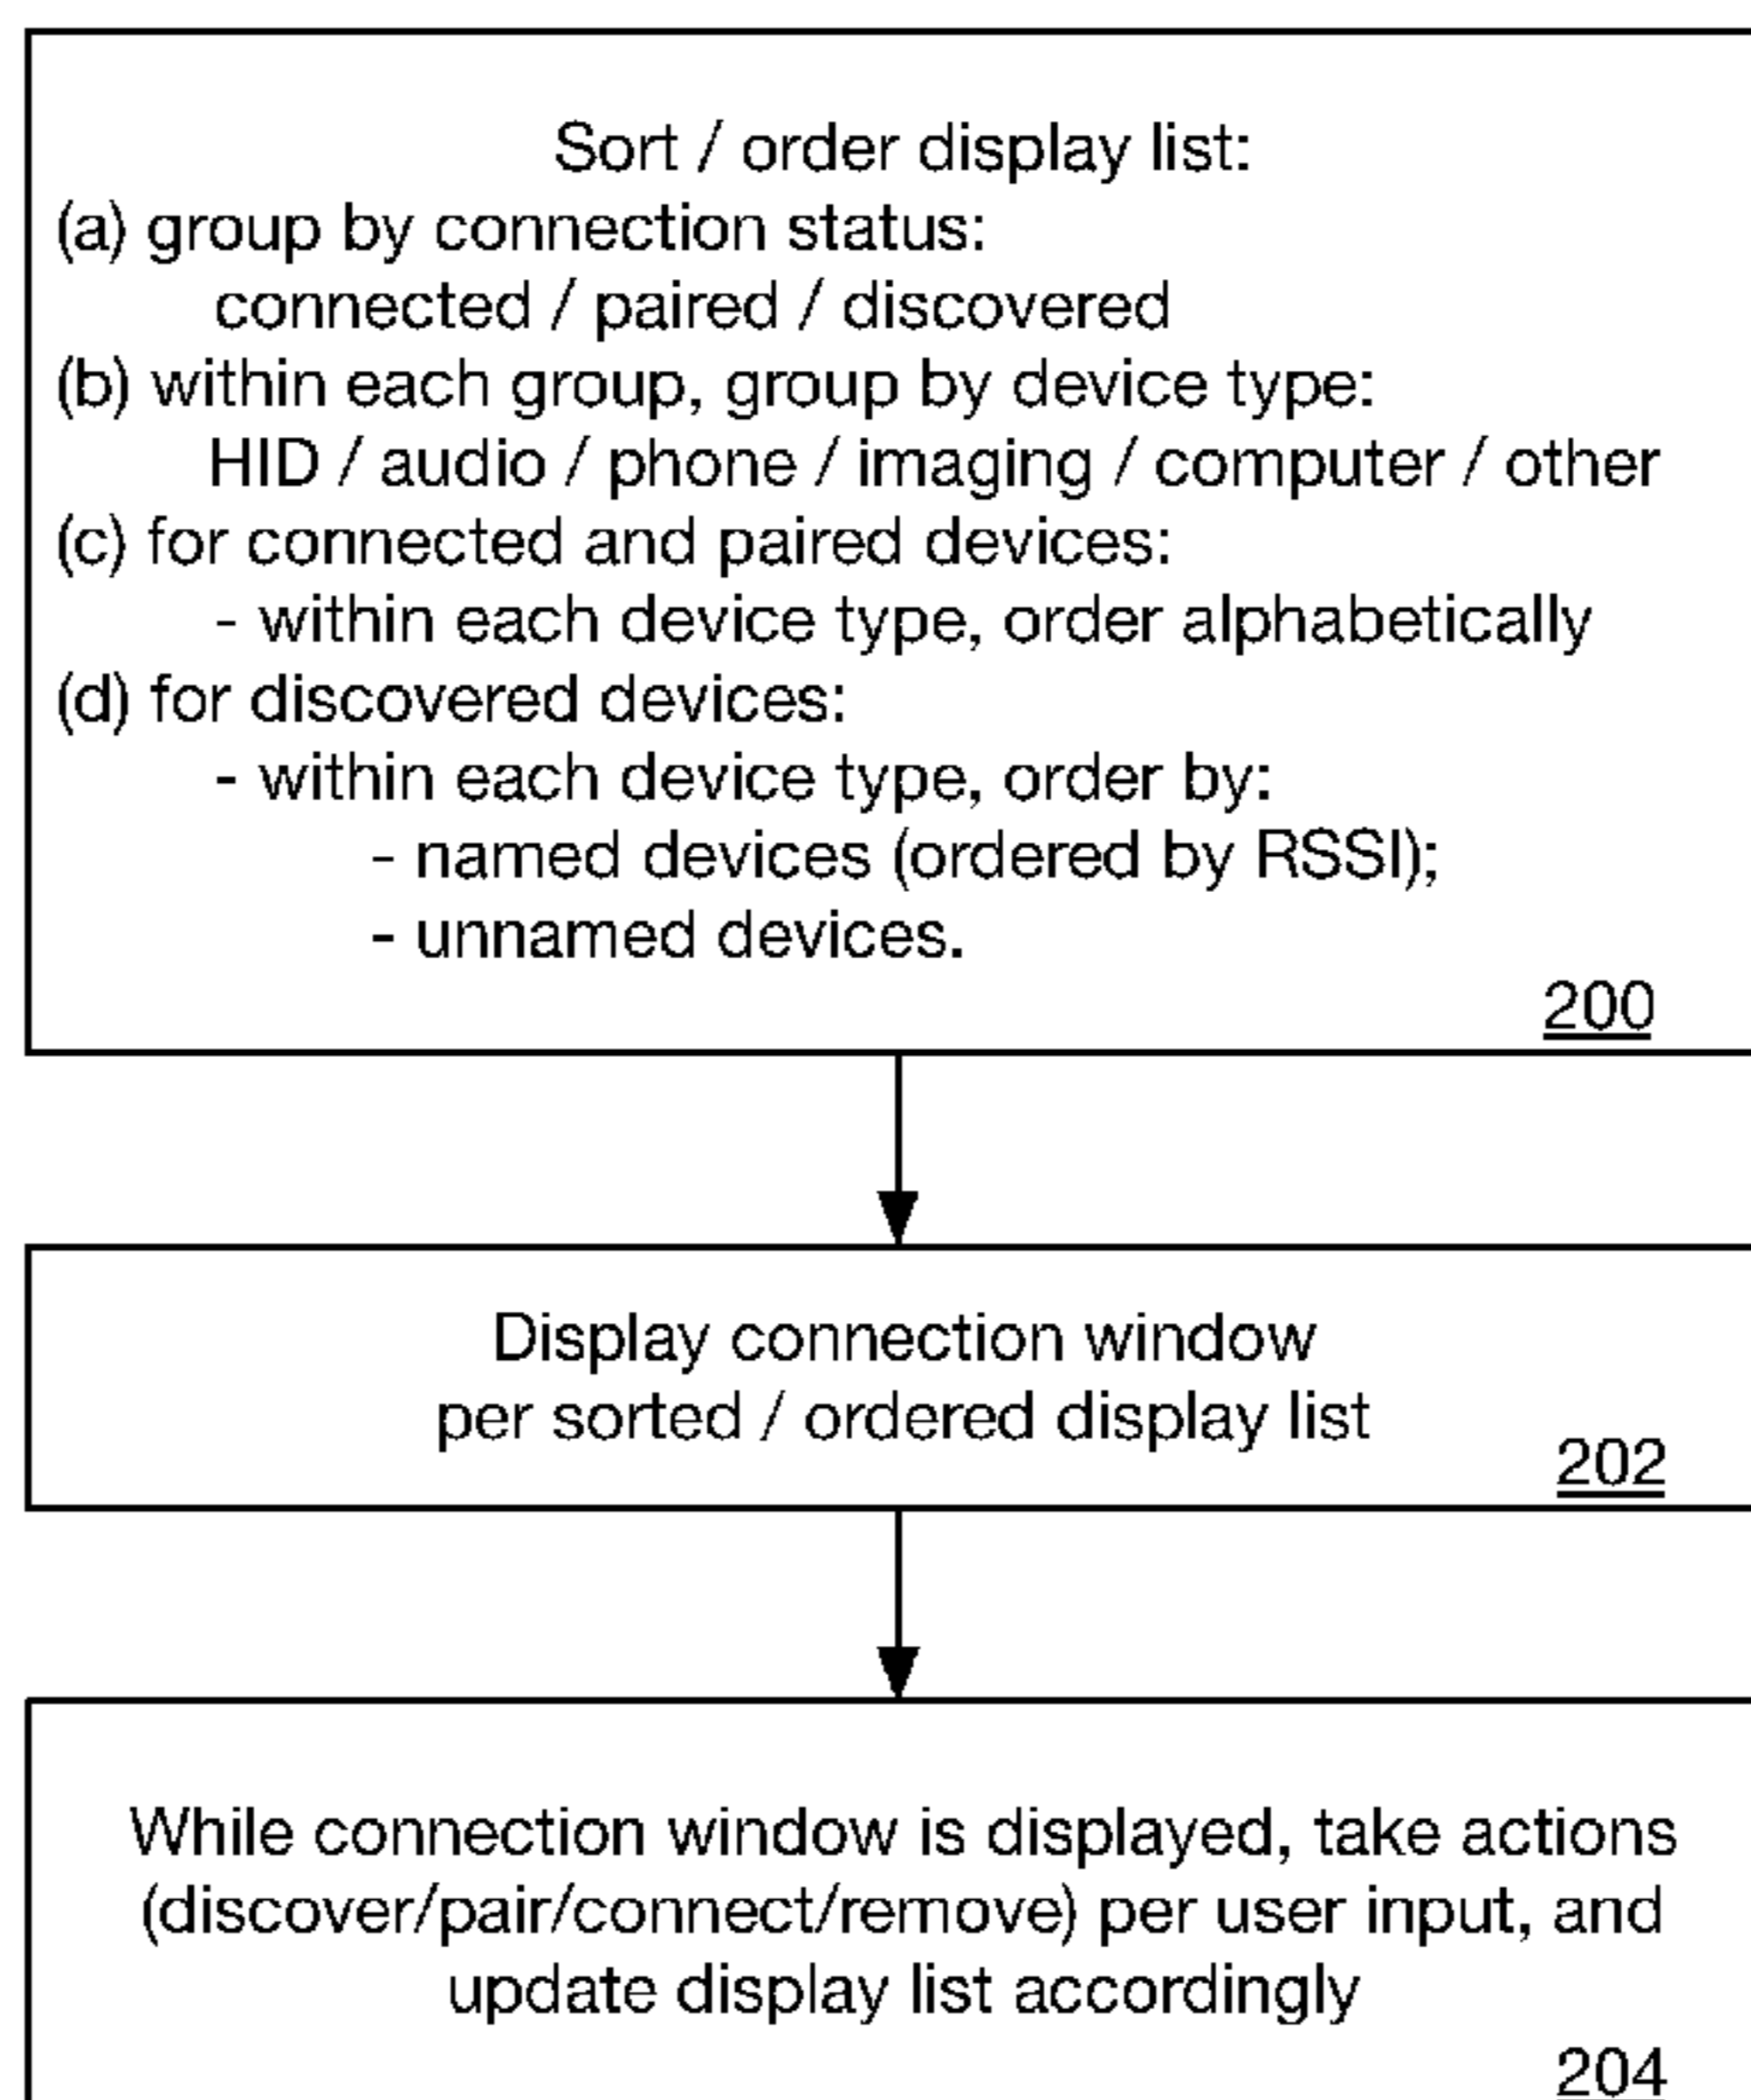 Sort / order display list:
(a) group by connection status:
connected / paired / discovered
(b) within each group, group by device type:
HID / audio / phone / imaging / computer / other
(c) for connected and paired devices:
- within each device type, order alphabetically
(d) for discovered devices:
- within each device type, order by:
- named devices (ordered by RSSI);
- unnamed devices.
200
Display connection window
per sorted / ordered display list
202
While connection window is displayed, take actions
(discover/pair/connect/remove) per user input, and
update display list accordingly
204